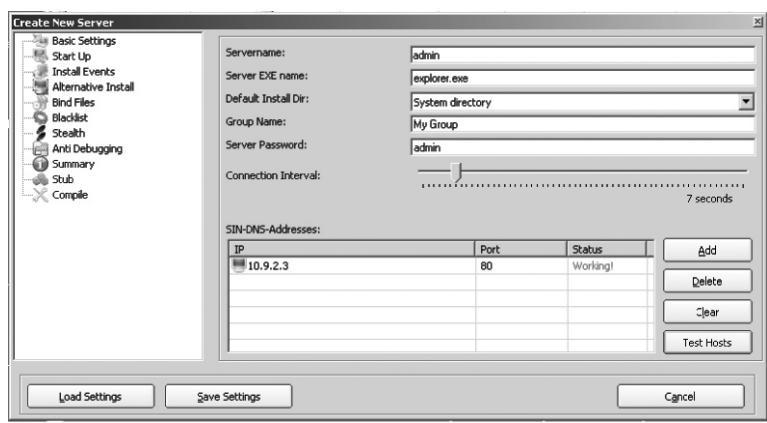 Create New Server
Basic Settings
Start Up
Install Events
Alternative Install
Bind Files
Blacklist
Stealth
Anti Debugging
Summary
Stub
Compile
Servername: admin
Server EXE name: explorer.exe
Default Install Dir: System directory
Group Name: My Group
Server Password: admin
Connection Interval:
7 seconds
SIN-DNS-Addresses:
IP Port Status
10.9.2.3 80 Working!
Add
Delete
Clear
Test Hosts
Load Settings Save Settings Cancel